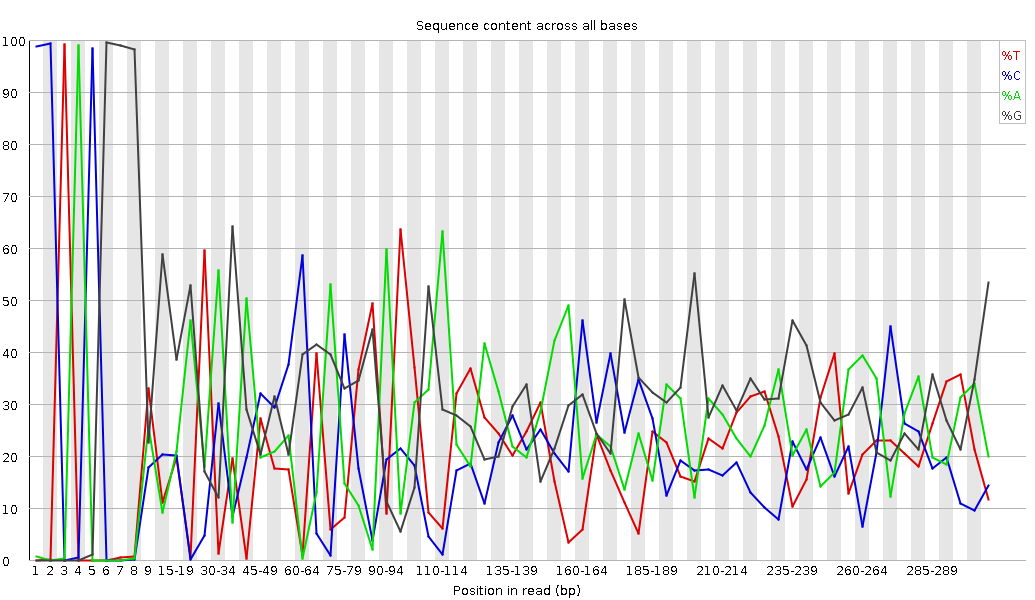 Sequence content across all bases
100
90
80
70
60
50
40
30
20
10
0
%T
%C
%A
%G
1 2 3 4 5 6 7 8 9 15-19 30-34 45-49 60-64 75-79 90-94 110-114 135-139 160-164 185-189 210-214 235-239 260-264 285-289
Position in read (bp)